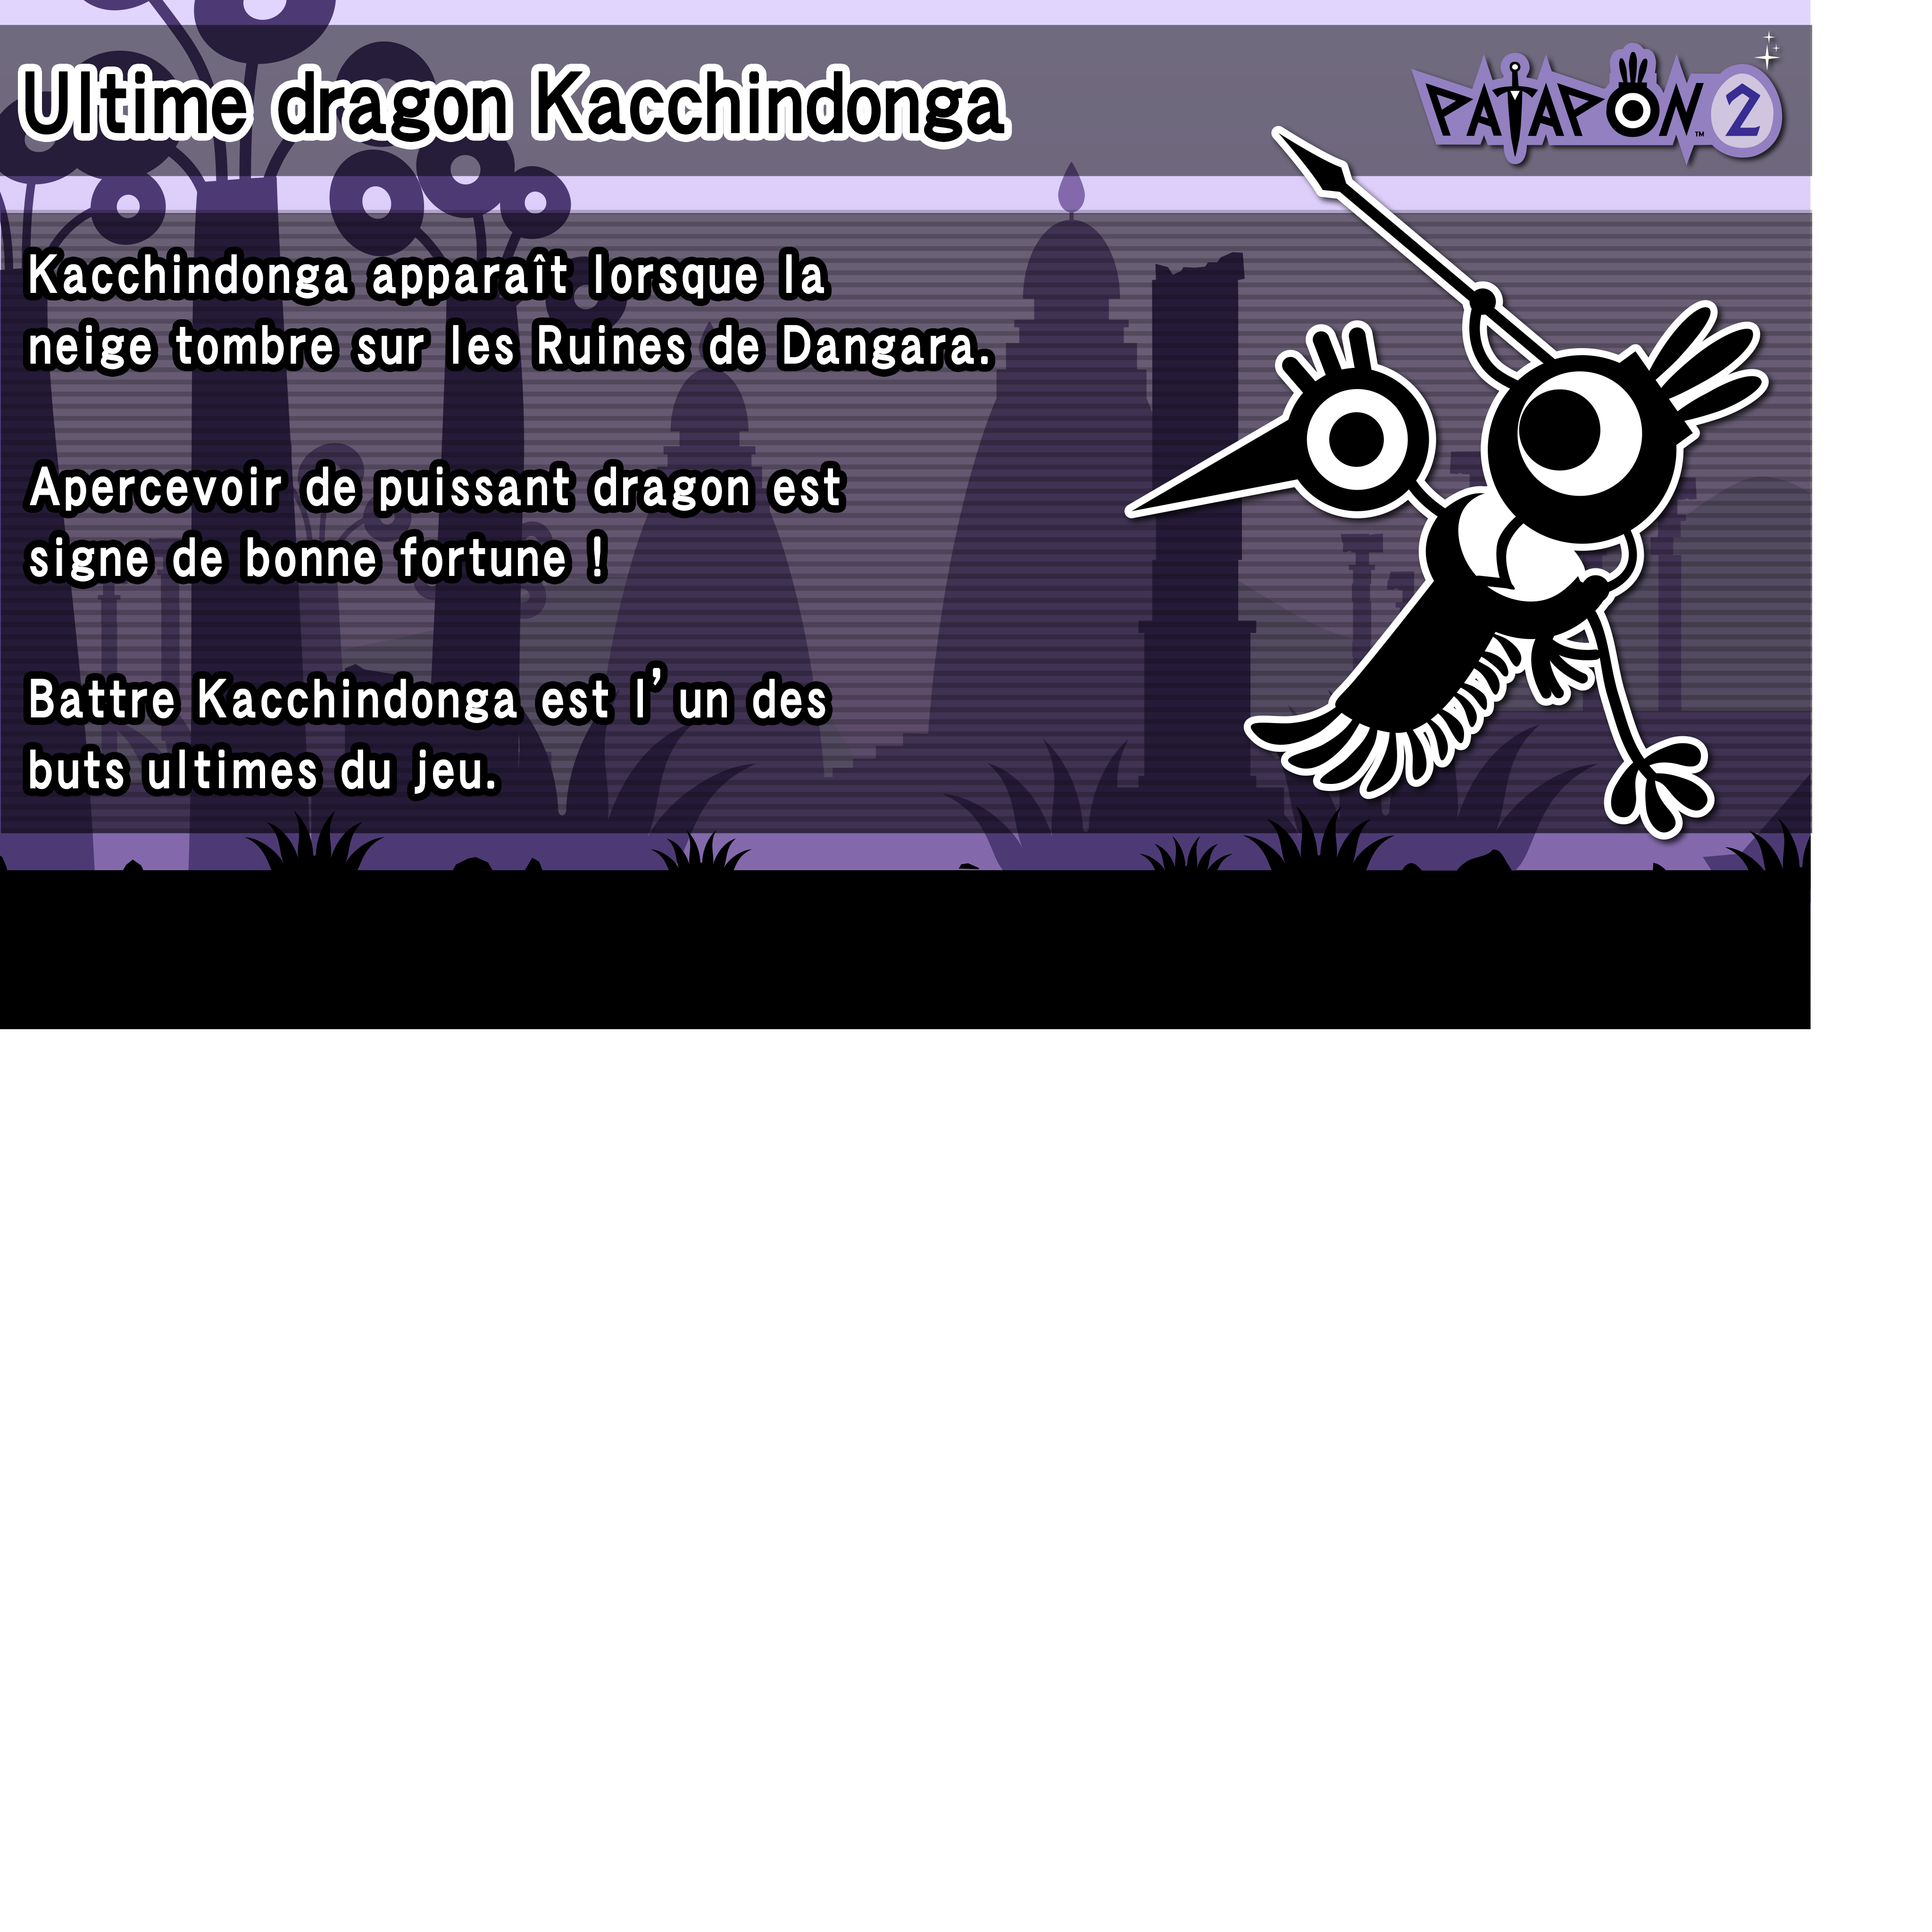 Ultime dragon Kacchindonga
PATAPON™ 2
Kacchindonga apparaît lorsque la
neige tombre sur les Ruines de Dangara.
Apercevoir de puissant dragon est
signe de bonne fortune !
Battre Kacchindonga est l'un des
buts ultimes du jeu.